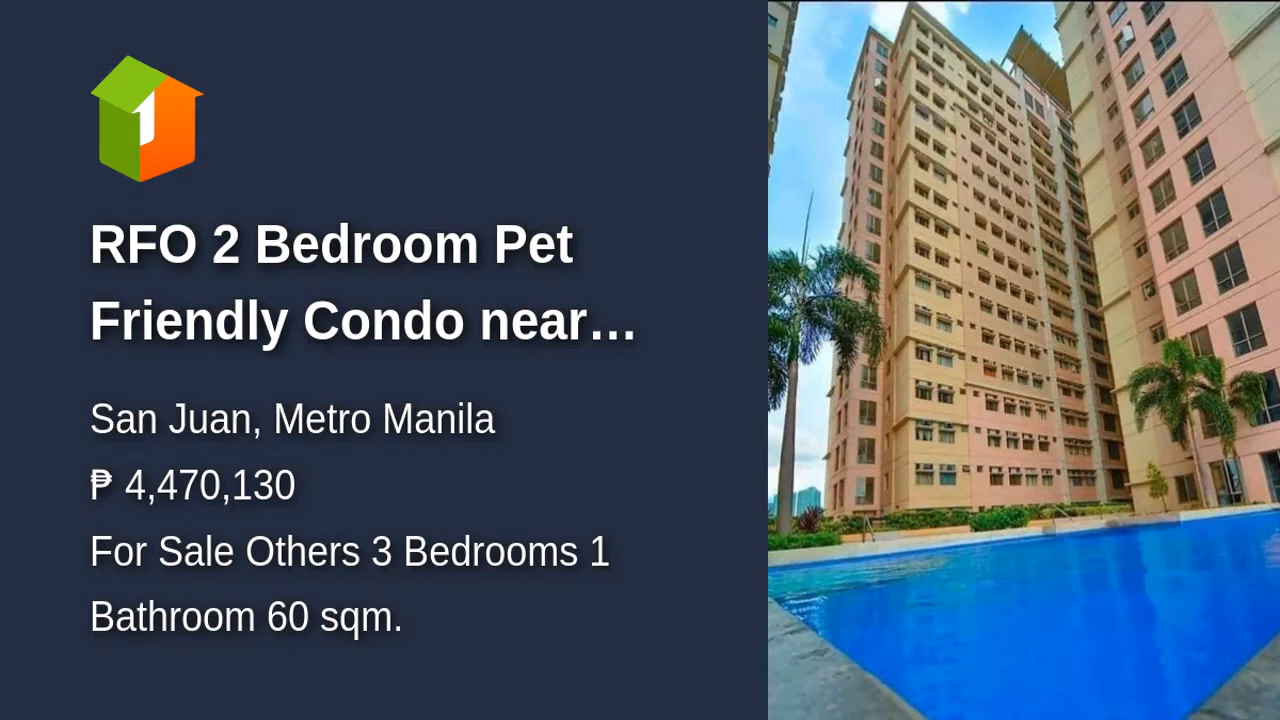 RFO 2 Bedroom Pet
Friendly Condo near…
San Juan, Metro Manila
₱ 4,470,130
For Sale Others 3 Bedrooms 1
Bathroom 60 sqm.